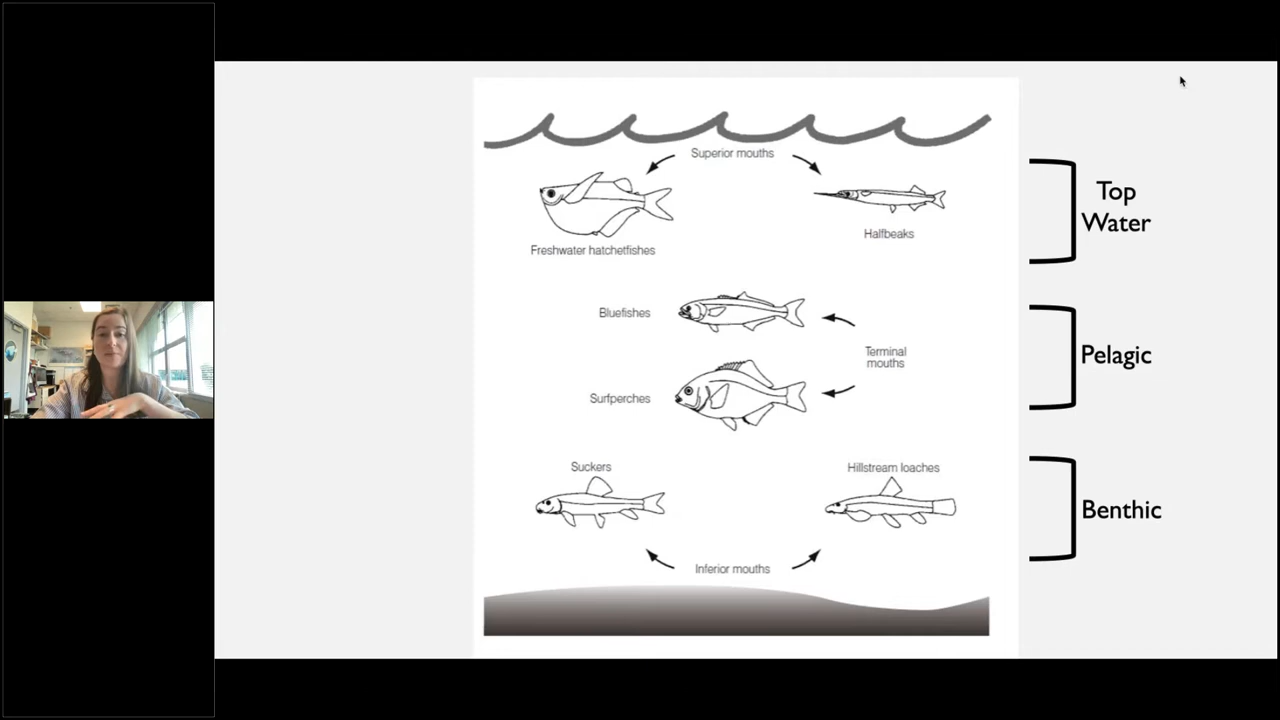 Superior mouths
Freshwater hatchetfishes
Halfbeaks
Top
Water
Bluefishes
Surfperches
Terminal
mouths
Pelagic
Suckers
Hillstream loaches
Inferior mouths
Benthic